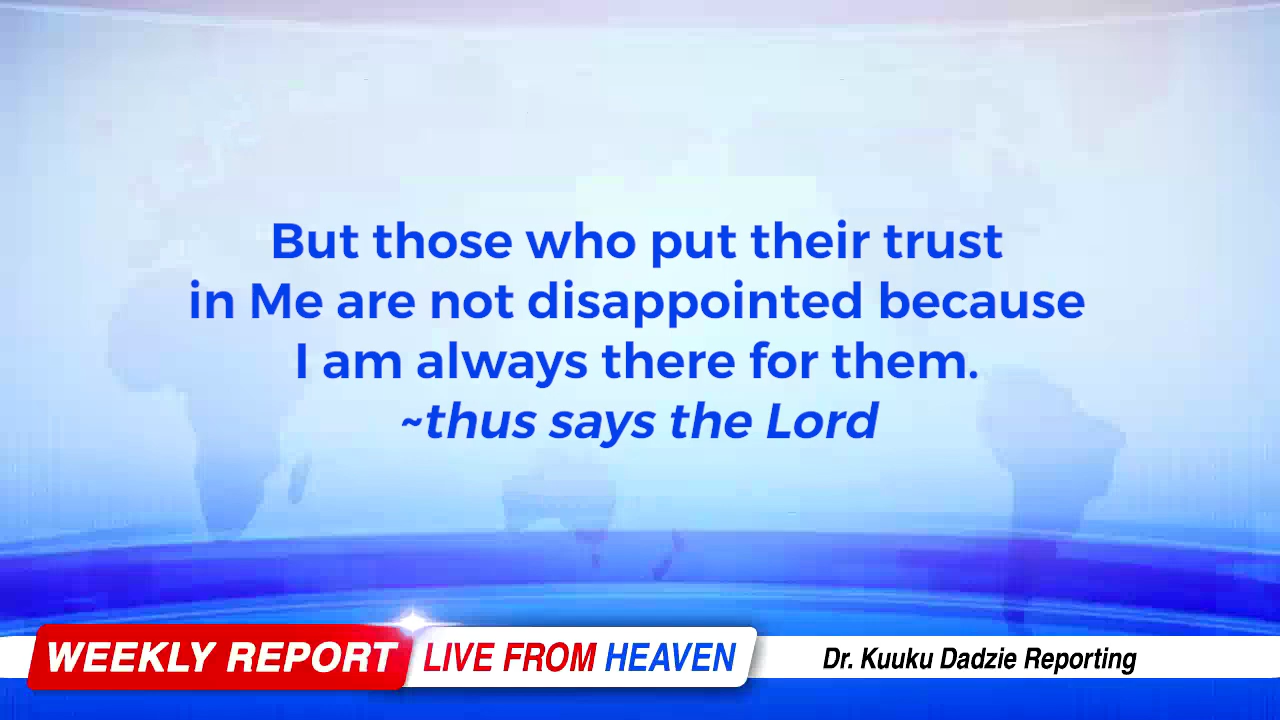 But those who put their trust
in Me are not disappointed because
I am always there for them.
~thus says the Lord
WEEKLY REPORT LIVE FROM HEAVEN Dr. Kuuku Dadzie Reporting